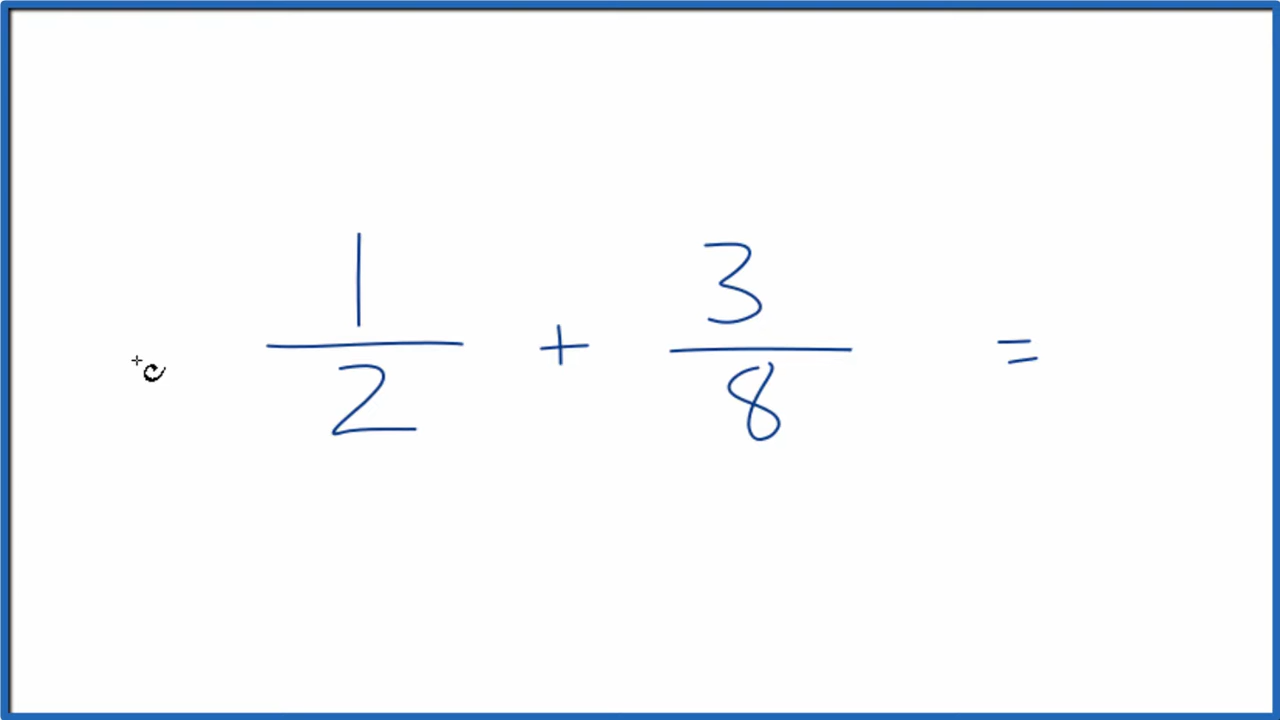 1/2 + 3/8 =